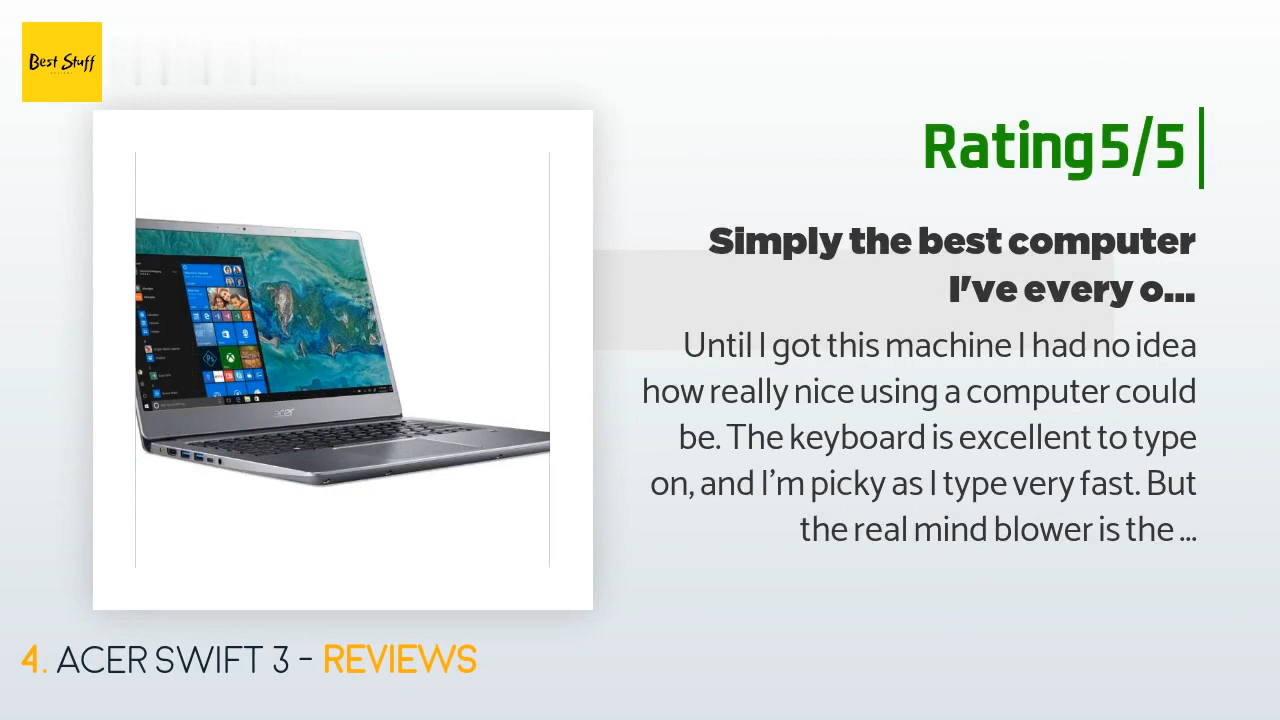 Best Stuff
Rating 5/5
Simply the best computer
I've every o...
Until I got this machine I had no idea
how really nice using a computer could
be. The keyboard is excellent to type
on, and I'm picky as I type very fast. But
the real mind blower is the ...
acer
4. ACER SWIFT 3 - REVIEWS